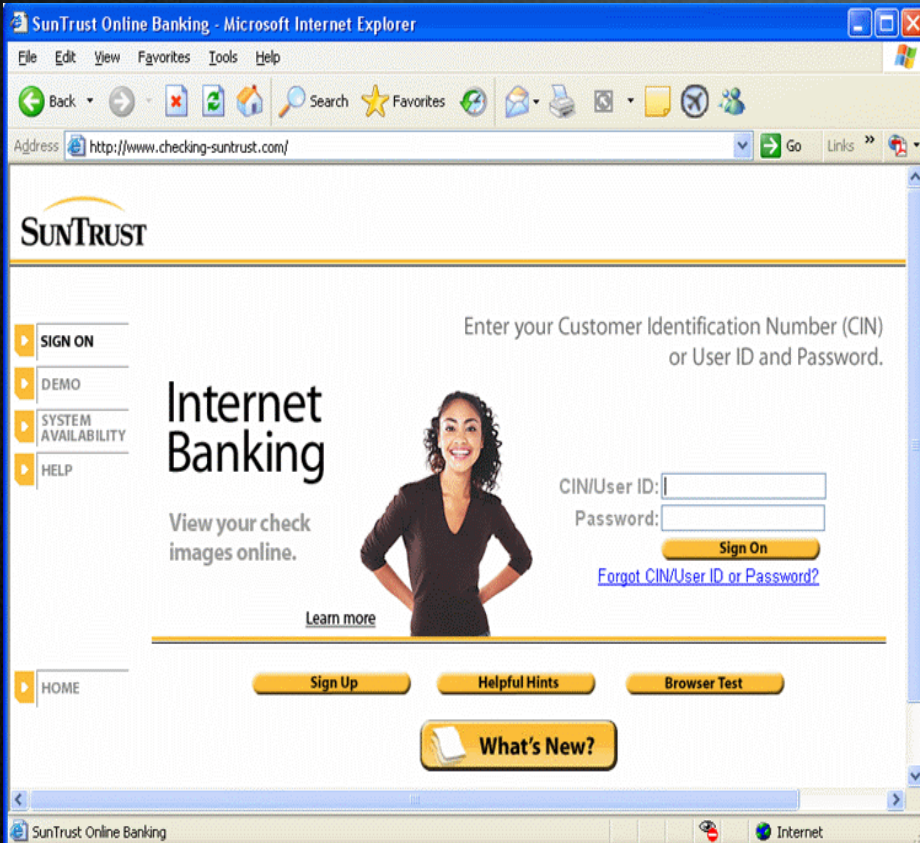 SunTrust Online Banking - Microsoft Internet Explorer
File Edit View Favorites Tools Help
Back Search Favorites
Address http://www.checking-suntrust.com/ Go Links »
SUNTRUST
Enter your Customer Identification Number (CIN)
or User ID and Password.
SIGN ON
DEMO
SYSTEM
AVAILABILITY
HELP
Internet
Banking
View your check
images online.
Learn more
CIN/User ID:
Password:
Sign On
Forgot CIN/User ID or Password?
HOME
Sign Up Helpful Hints Browser Test
What's New?
SunTrust Online Banking Internet